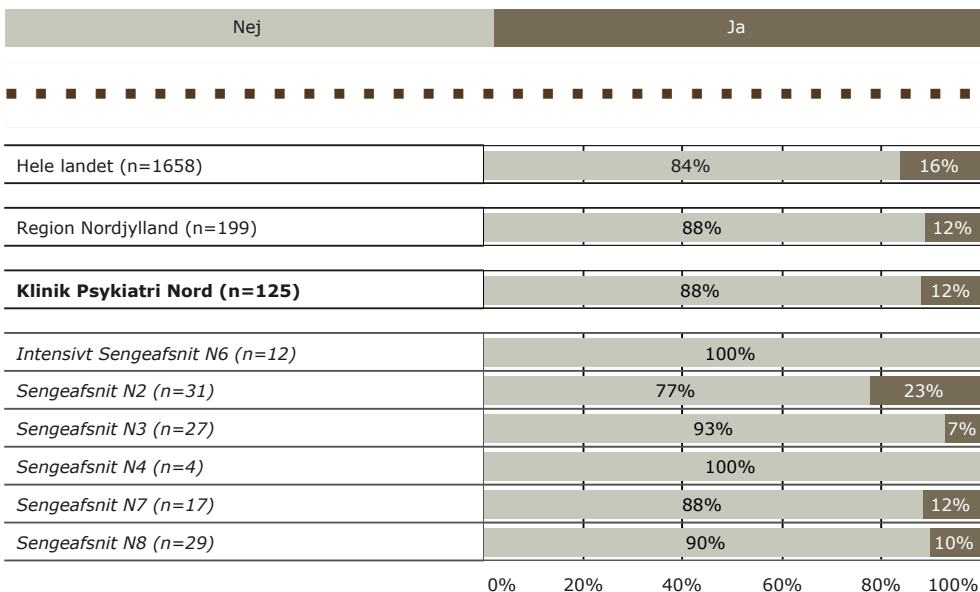 Nej Ja
Hele landet (n=1658) 84% 16%
Region Nordjylland (n=199) 88% 12%
Klinik Psykiatri Nord (n=125) 88% 12%
Intensivt Sengeafsnit N6 (n=12) 100%
Sengeafsnit N2 (n=31) 77% 23%
Sengeafsnit N3 (n=27) 93% 7%
Sengeafsnit N4 (n=4) 100%
Sengeafsnit N7 (n=17) 88% 12%
Sengeafsnit N8 (n=29) 90% 10%
0% 20% 40% 60% 80% 100%